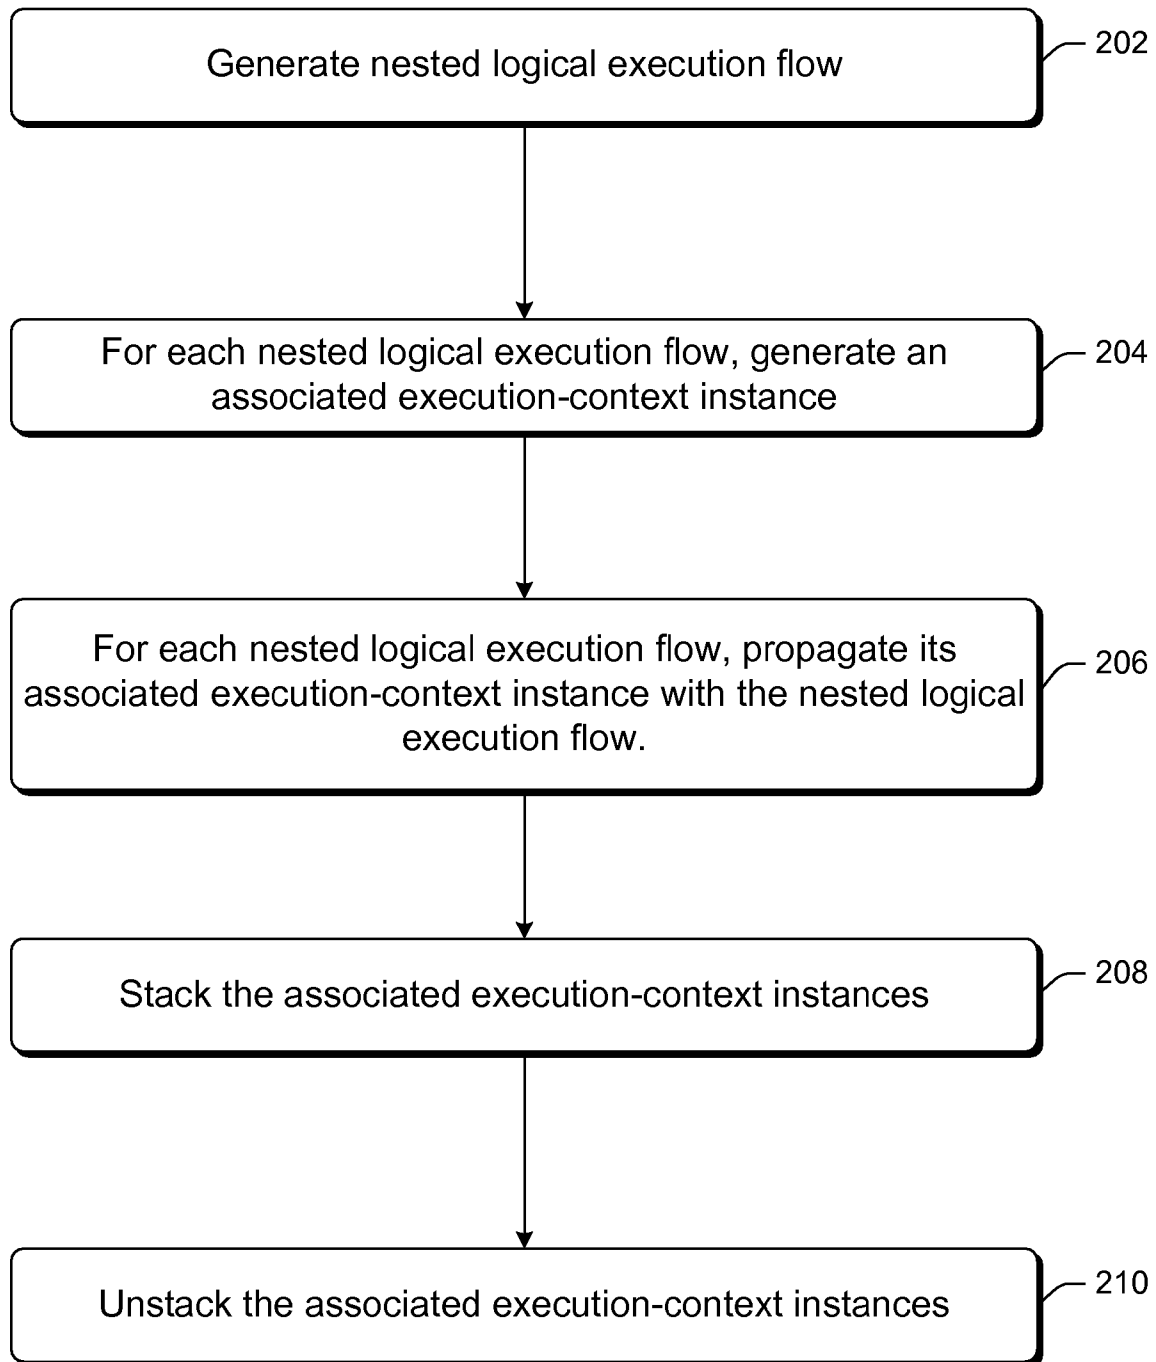 Generate nested logical execution flow
202
For each nested logical execution flow, generate an
associated execution-context instance
204
For each nested logical execution flow, propagate its
associated execution-context instance with the nested logical
execution flow.
206
Stack the associated execution-context instances
208
Unstack the associated execution-context instances
210